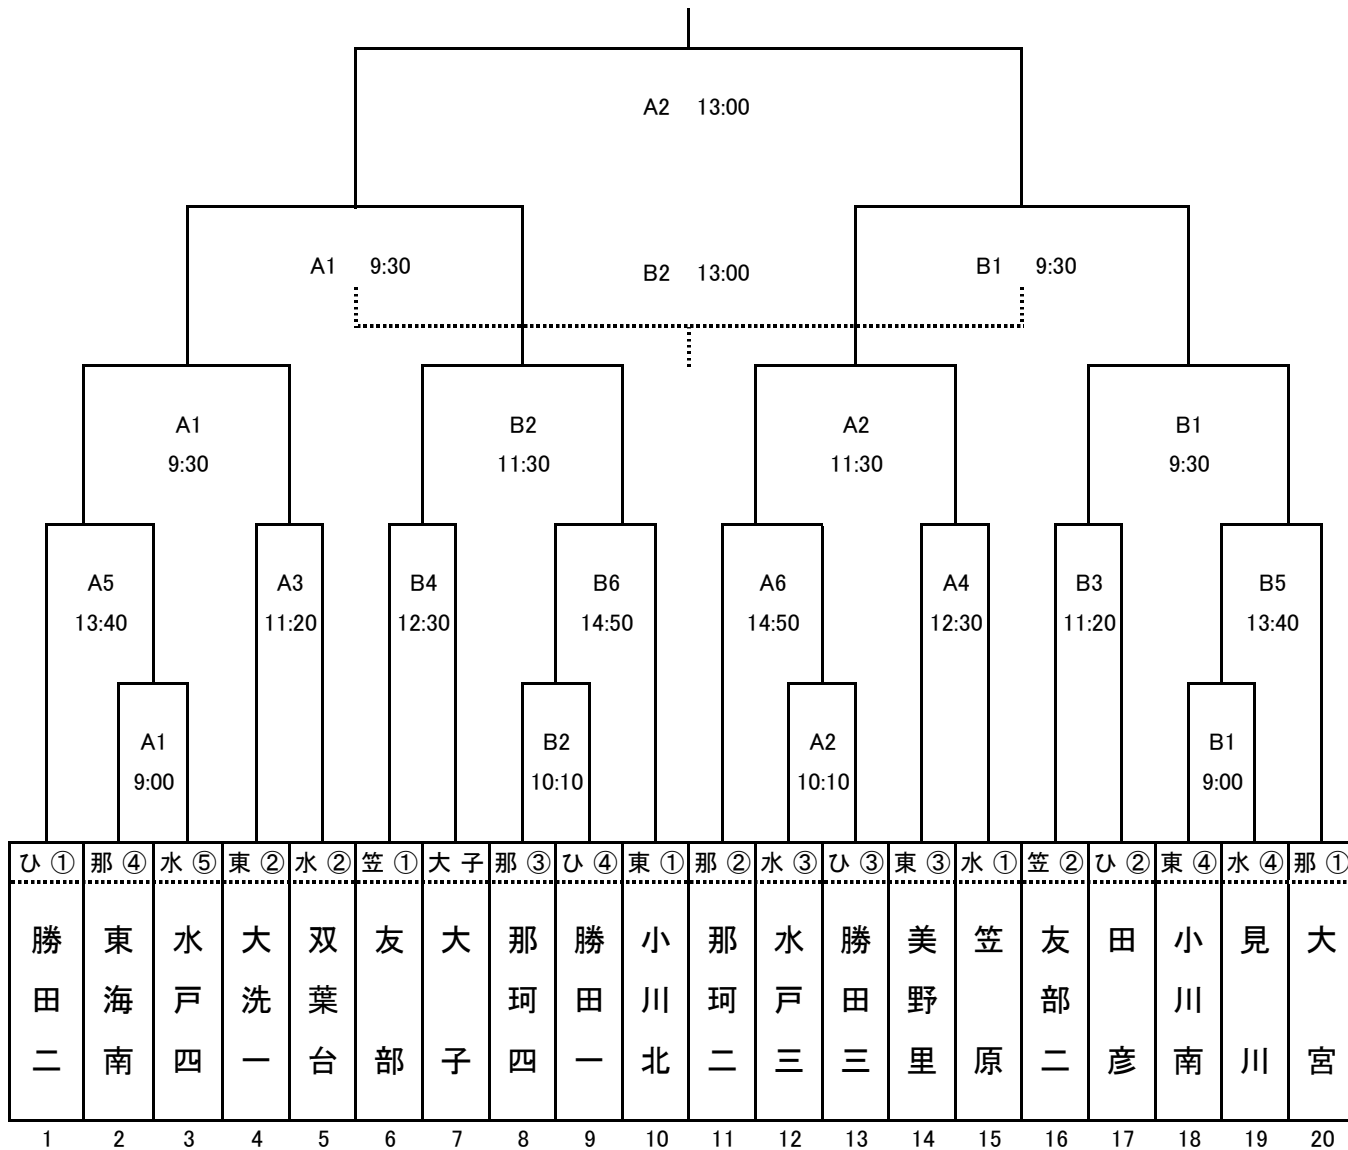 A2 13:00
A1 9:30
B2 13:00
B1 9:30
A1
9:30
B2
11:30
A2
11:30
B1
9:30
A5
13:40
A3
11:20
B4
12:30
B6
14:50
A6
14:50
A4
12:30
B3
11:20
B5
13:40
A1
9:00
B2
10:10
A2
10:10
B1
9:00
ひ① 那④ 水⑤ 東② 水② 笠① 大子 那③ ひ④ 東① 那② 水③ ひ③ 東③ 水① 笠② ひ② 東④ 水④ 那①
勝田二
東海南
水戸四
大洗一
双葉台
友部
大子
那珂四
勝田一
小川北
那珂二
水戸三
勝田三
美野里
笠原
友部二
田彦
小川南
見川
大宮
1 2 3 4 5 6 7 8 9 10 11 12 13 14 15 16 17 18 19 20